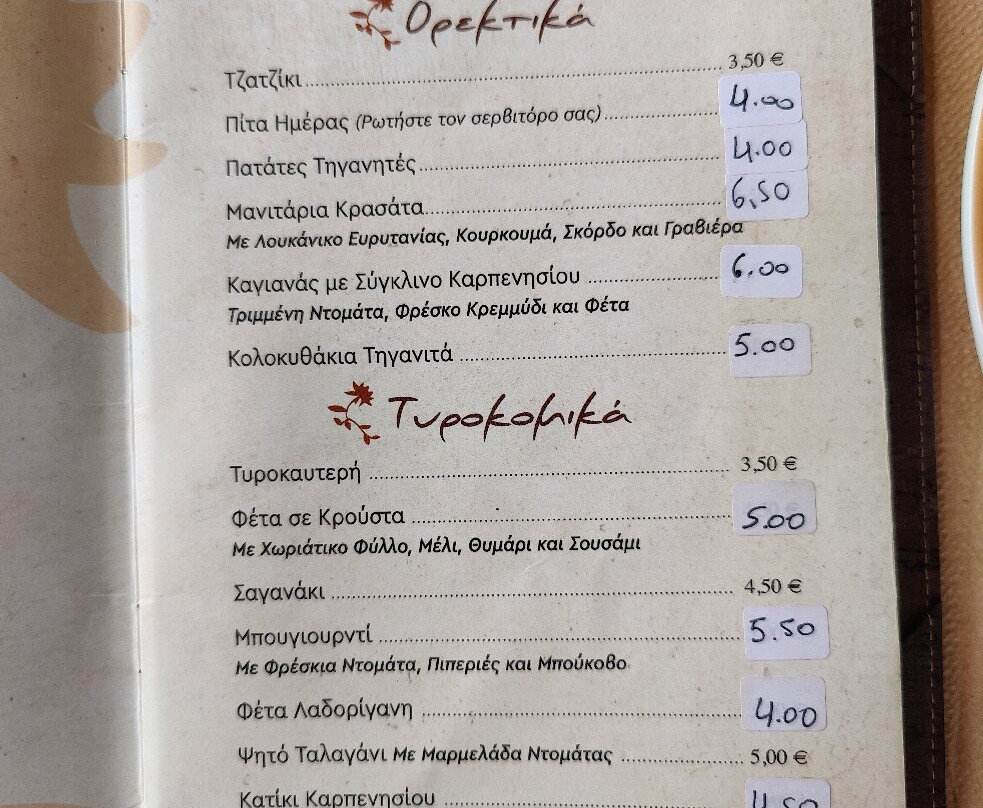 Ορεκτικά
Τζατζίκι 3,50 €
Πίτα Ημέρας (Ρωτήστε τον σερβιτόρο σας) 4.00
Πατάτες Τηγανητές 4.00
Μανιτάρια Κρασάτα 6,50
Με Λουκάνικο Ευρυτανίας, Κουρκουμά, Σκόρδο και Γραβιέρα
Καγιανάς με Σύγκλινο Καρπενησίου 6.00
Τριμμένη Ντομάτα, Φρέσκο Κρεμμύδι και Φέτα
Κολοκυθάκια Τηγανιτά 5.00
Τυροκομικά
Τυροκαυτερή 3,50 €
Φέτα σε Κρούστα 5.00
Με Χωριάτικο Φύλλο, Μέλι, Θυμάρι και Σουσάμι
Σαγανάκι 4,50 €
Μπουγιουρντί 5.50
Με Φρέσκια Ντομάτα, Πιπεριές και Μπούκοβο
Φέτα Λαδορίγανη 4.00
Ψητό Ταλαγάνι Με Μαρμελάδα Ντομάτας 5,00 €
Κατίκι Καρπενησίου 4.50